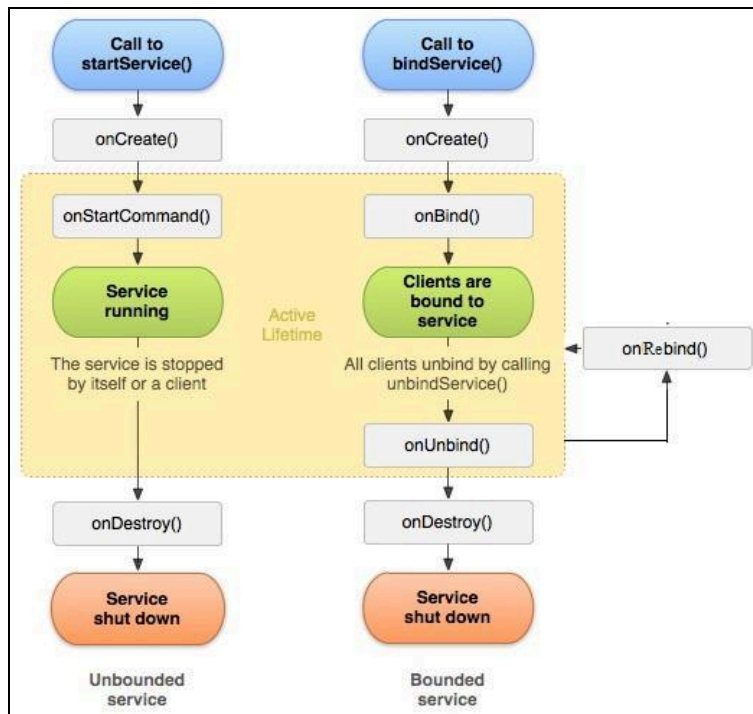 Call to
startService()
onCreate()
onStartCommand()
Service
running
The service is stopped
by itself or a client
onDestroy()
Service
shut down
Unbounded
service
Active
Lifetime
Call to
bindService()
onCreate()
onBind()
Clients are
bound to
service
All clients unbind by calling
unbindService()
onUnbind()
onRebind()
onDestroy()
Service
shut down
Bounded
service